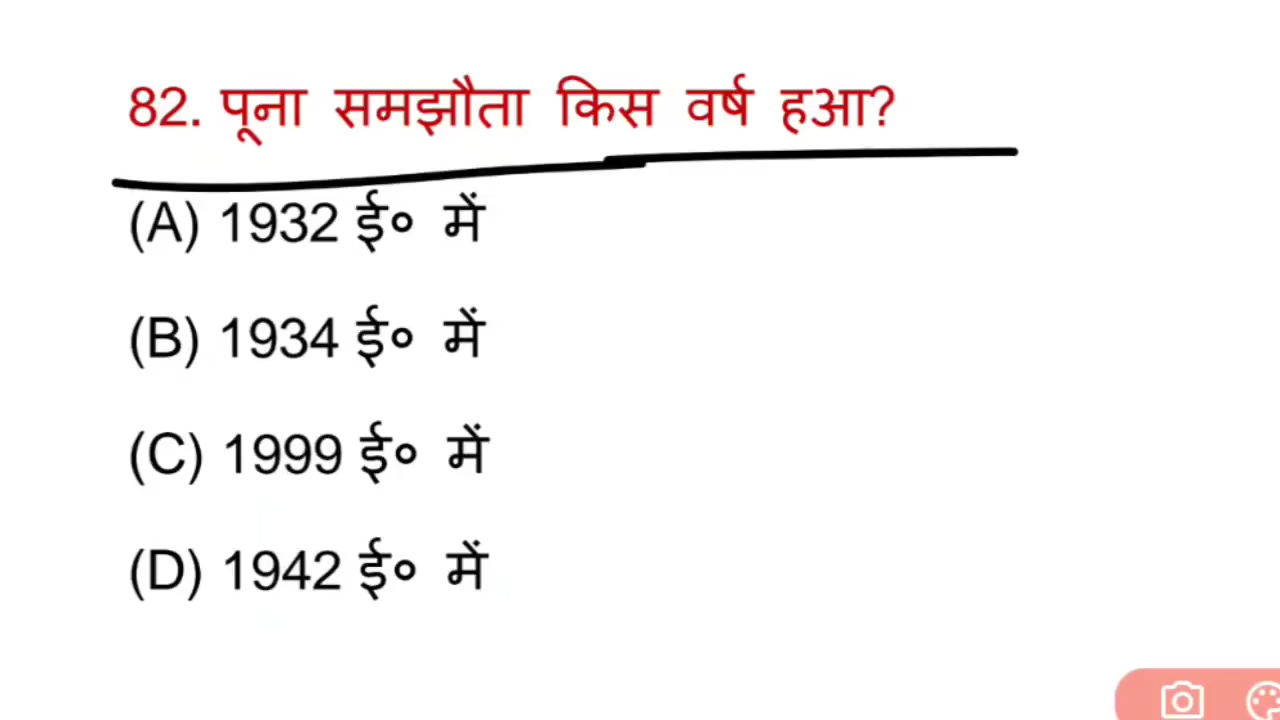 82. पूना समझौता किस वर्ष हआ?
(A) 1932 ई० में
(B) 1934 ई० में
(C) 1999 ई० में
(D) 1942 ई० में